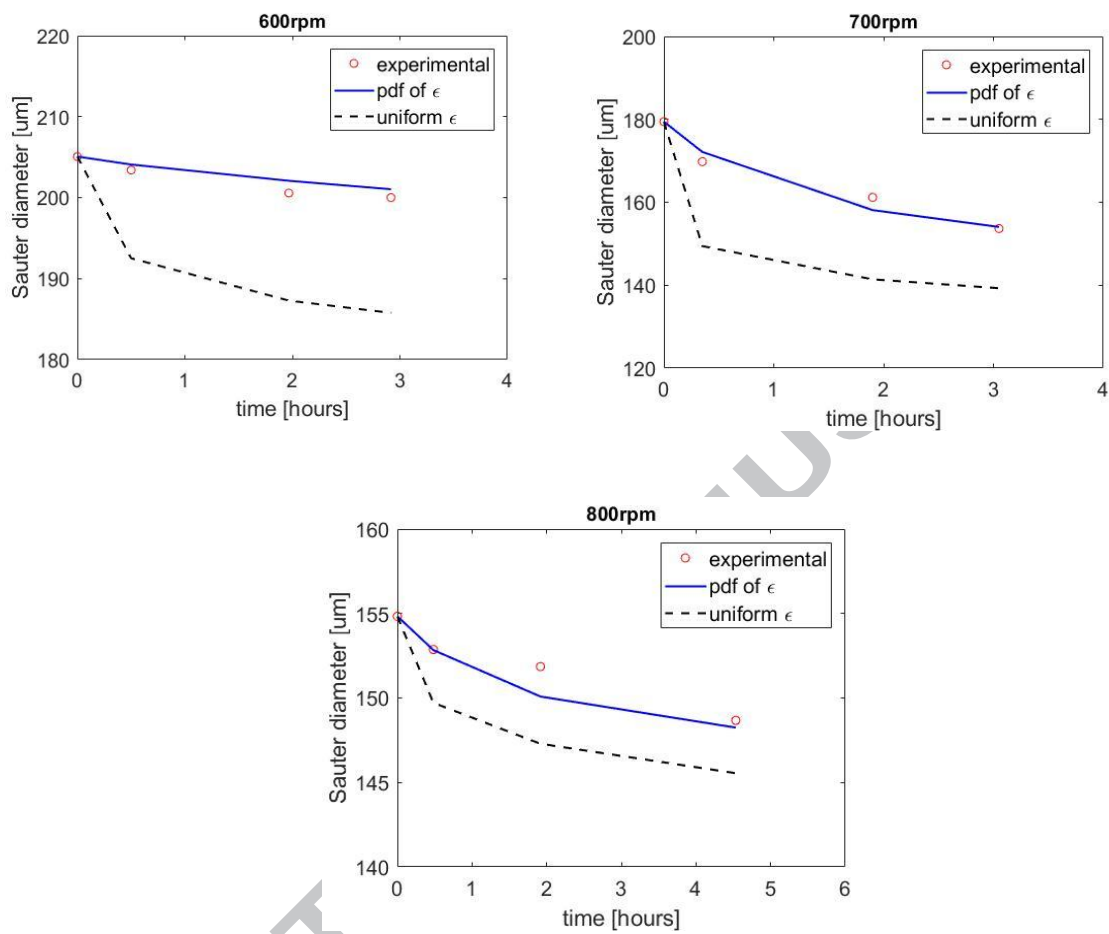 600rpm
220
210
200
190
180
Sauter diameter [um]
experimental
pdf of ϵ
uniform ϵ
0 1 2 3 4
time [hours]
700rpm
200
180
160
140
120
Sauter diameter [um]
experimental
pdf of ϵ
uniform ϵ
0 1 2 3 4
time [hours]
800rpm
160
155
150
145
140
Sauter diameter [um]
experimental
pdf of ϵ
uniform ϵ
0 1 2 3 4 5 6
time [hours]